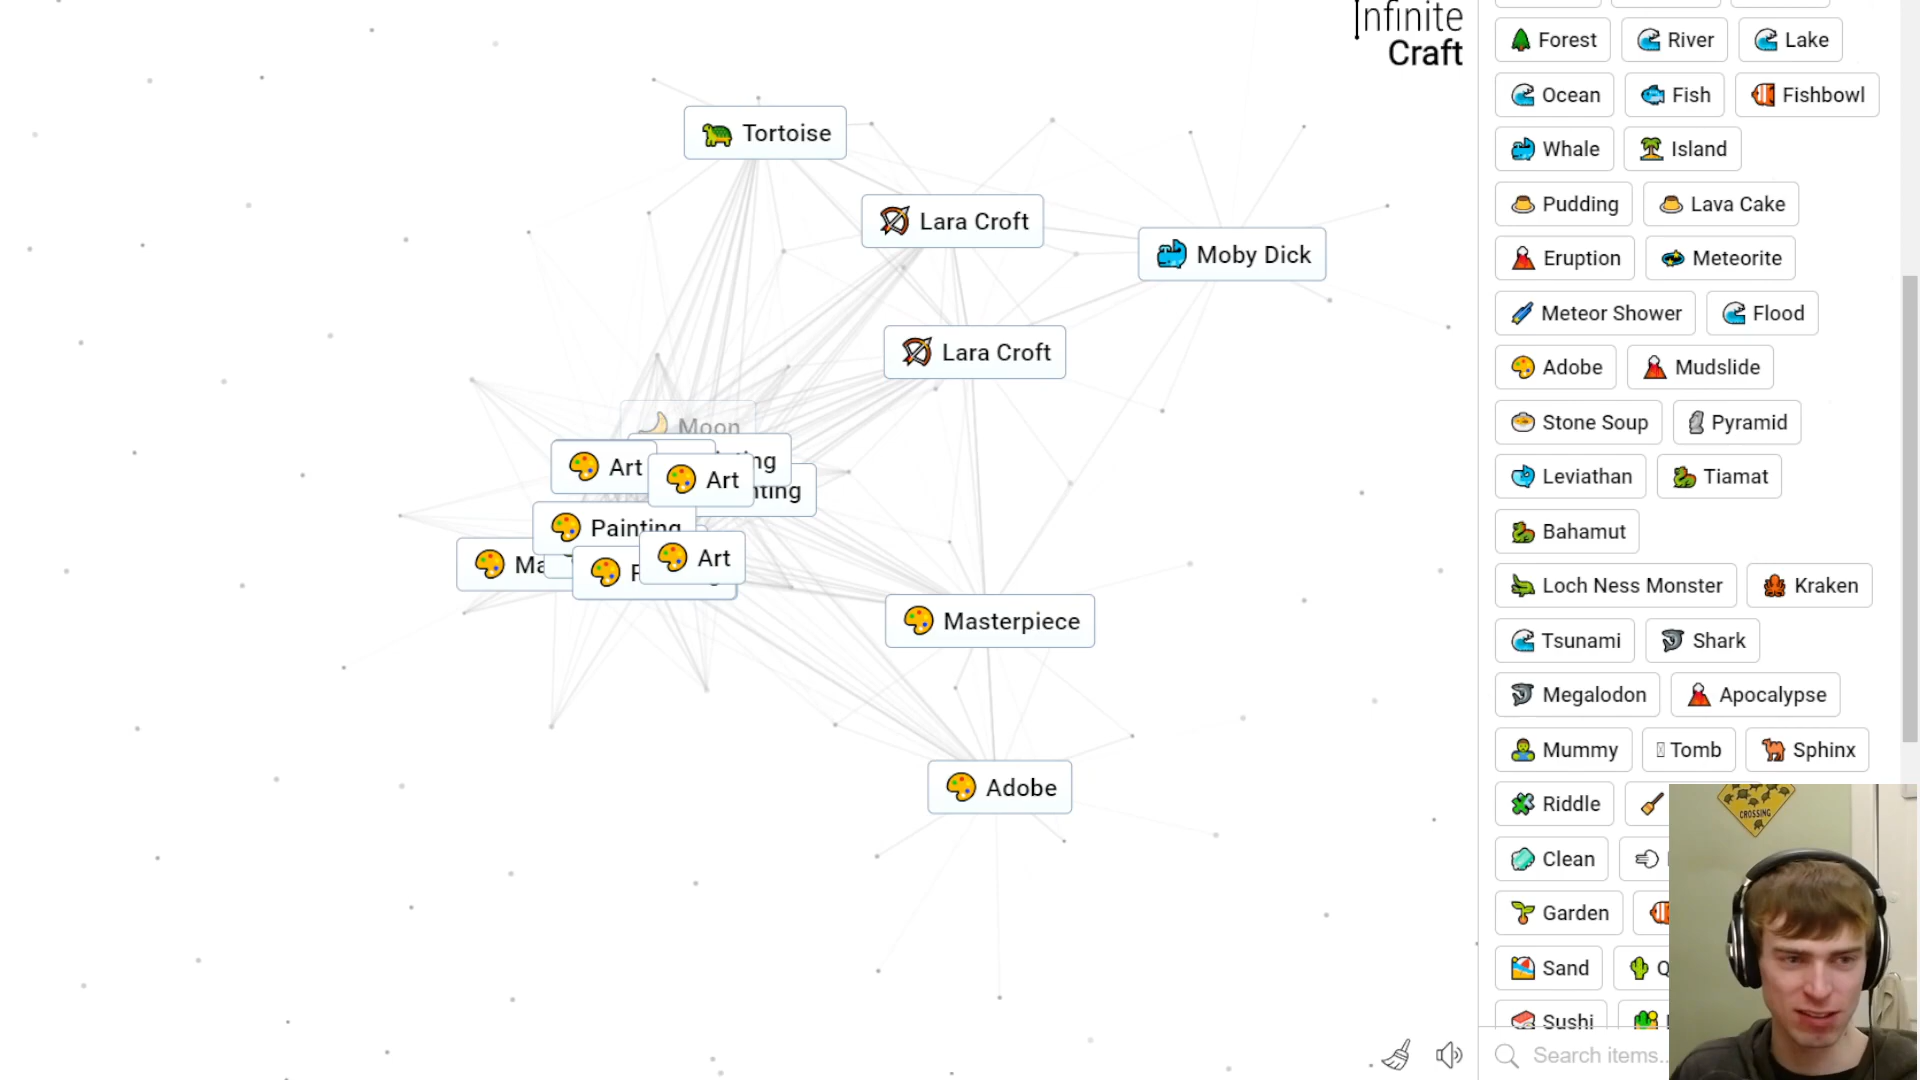 Infinite
Craft
Tortoise
Lara Croft
Moby Dick
Lara Croft
Moon
Art
Art
Painting
Art
Masterpiece
Adobe
Forest River Lake
Ocean Fish Fishbowl
Whale Island
Pudding Lava Cake
Eruption Meteorite
Meteor Shower Flood
Adobe Mudslide
Stone Soup Pyramid
Leviathan Tiamat
Bahamut
Loch Ness Monster Kraken
Tsunami Shark
Megalodon Apocalypse
Mummy Tomb Sphinx
Riddle
Clean
Garden
Sand
Sushi
Search items..
CROSSING